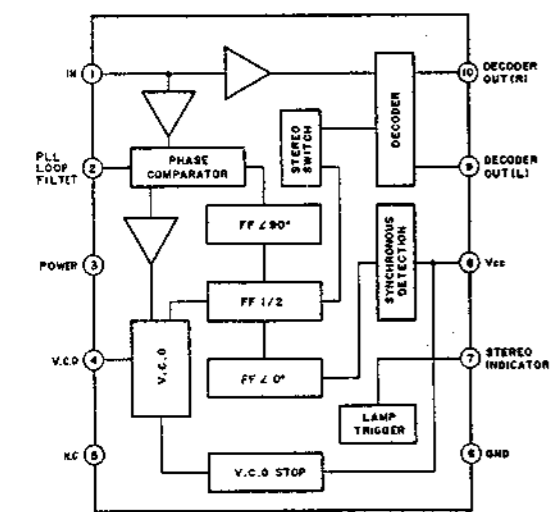 IN 1
10 DECODER
OUT(R)
DECODER
STEREO
SWITCH
PLL
LOOP
FILTET
2
PHASE
COMPARATOR
9 DECODER
OUT(L)
FF ∠90°
POWER 3
SYNCHRONOUS
DETECTION
8 Vcc
FF 1/2
V.C.O 4
V.C.O
7 STEREO
INDICATOR
FF ∠0°
LAMP
TRIGGER
N.C 5
6 GND
V.C.O STOP